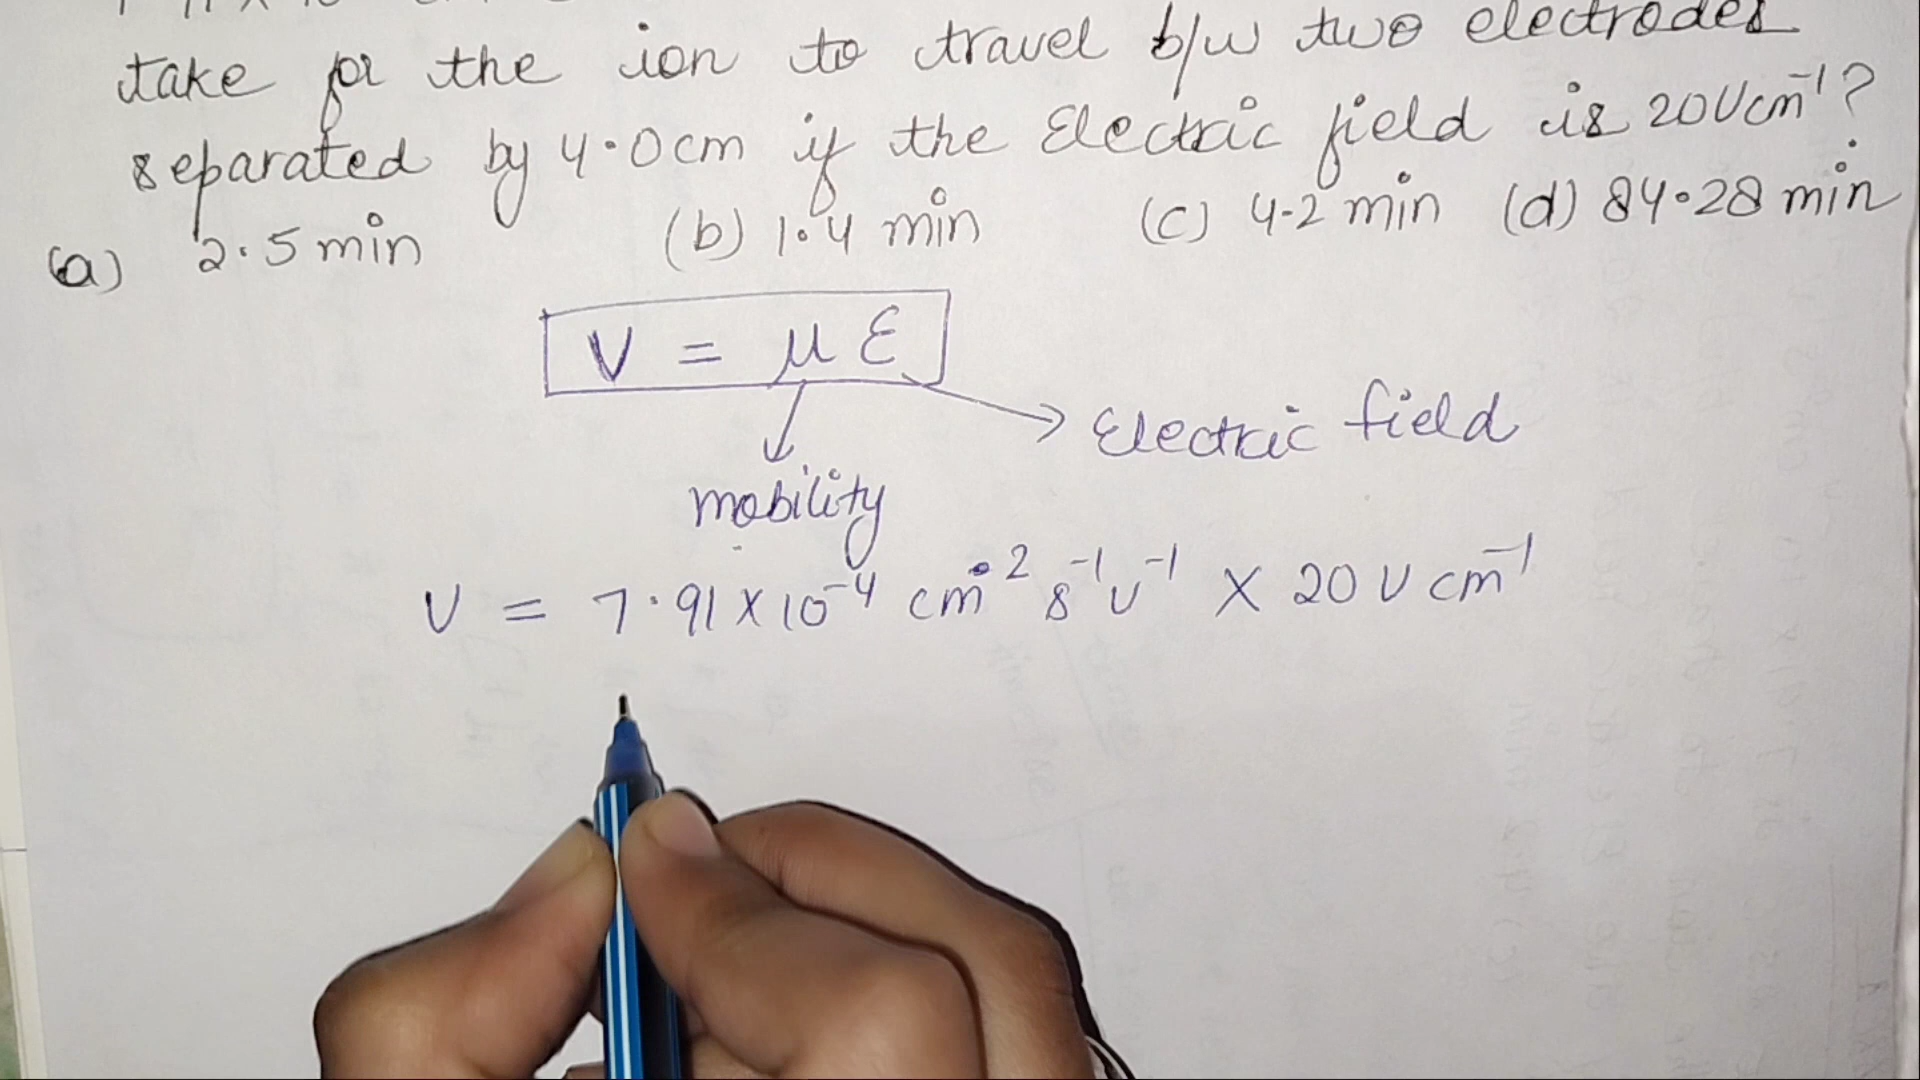 take for the ion to travel b/w two electrodes
separated by 4.0cm if the Electric field is 20Vcm⁻¹?
(a) 2.5 min (b) 1.4 min (c) 4.2 min (d) 84.28 min
V = μ Ɛ
Electric field
mobility
V = 7.91 x 10⁻⁴ cm² s⁻¹ V⁻¹ x 20 V cm⁻¹